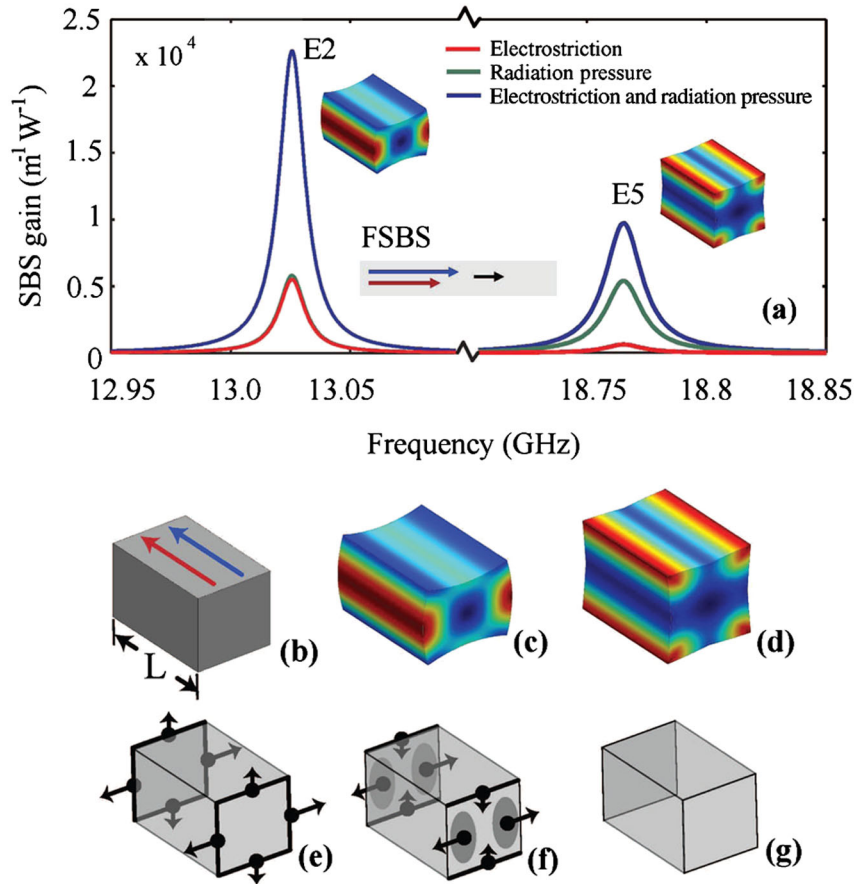 x 10⁴
E2
Electrostriction
Radiation pressure
Electrostriction and radiation pressure
E5
FSBS
(a)
SBS gain (m⁻¹W⁻¹)
2.5
2
1.5
1
0.5
0
12.95 13.0 13.05 18.75 18.8 18.85
Frequency (GHz)
L
(b) (c) (d)
(e) (f) (g)